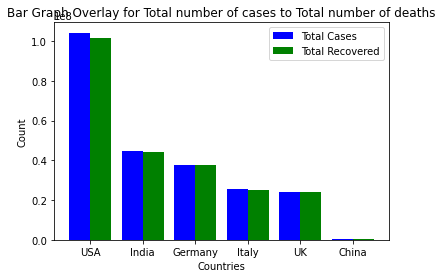 Bar Graph Overlay for Total number of cases to Total number of deaths
1e8
Total Cases
Total Recovered
1.0
0.8
0.6
0.4
0.2
0.0
Count
USA India Germany Italy UK China
Countries